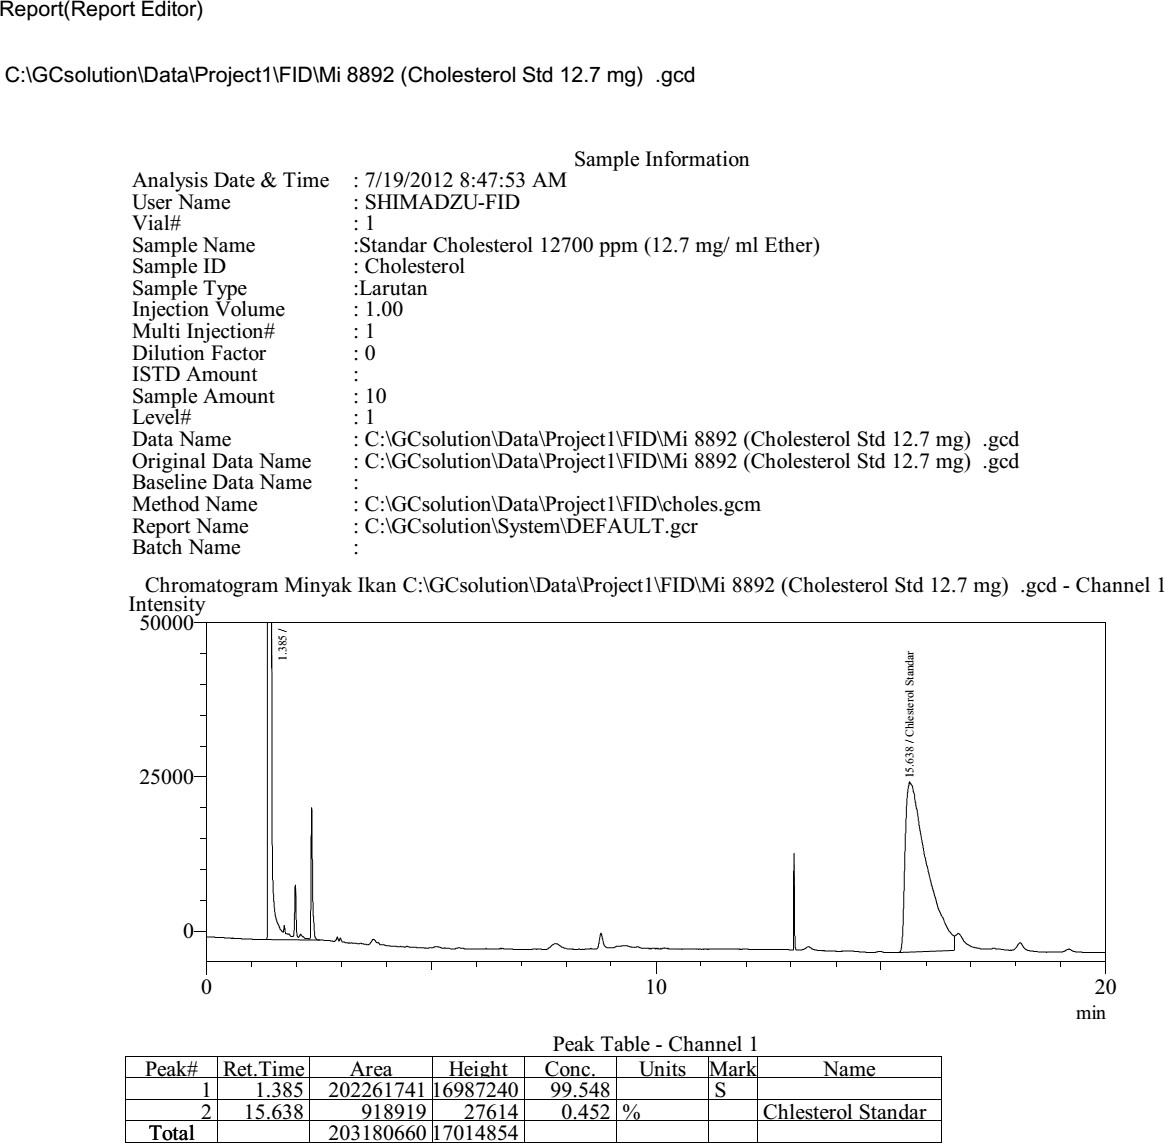 Report(Report Editor)
C:\GCsolution\Data\Project1\FID\Mi 8892 (Cholesterol Std 12.7 mg)  .gcd
Sample Information
Analysis Date & Time : 7/19/2012 8:47:53 AM
User Name : SHIMADZU-FID
Vial# : 1
Sample Name :Standar Cholesterol 12700 ppm (12.7 mg/ ml Ether)
Sample ID : Cholesterol
Sample Type :Larutan
Injection Volume : 1.00
Multi Injection# : 1
Dilution Factor : 0
ISTD Amount :
Sample Amount : 10
Level# : 1
Data Name : C:\GCsolution\Data\Project1\FID\Mi 8892 (Cholesterol Std 12.7 mg)  .gcd
Original Data Name : C:\GCsolution\Data\Project1\FID\Mi 8892 (Cholesterol Std 12.7 mg)  .gcd
Baseline Data Name :
Method Name : C:\GCsolution\Data\Project1\FID\choles.gcm
Report Name : C:\GCsolution\System\DEFAULT.gcr
Batch Name :
Chromatogram Minyak Ikan C:\GCsolution\Data\Project1\FID\Mi 8892 (Cholesterol Std 12.7 mg)  .gcd - Channel 1
Intensity
50000
1.385 /
15.638 / Chlesterol Standar
25000
0
0 10 20
min
Peak Table - Channel 1
Peak# Ret.Time Area Height Conc. Units Mark Name
1 1.385 202261741 16987240 99.548 S
2 15.638 918919 27614 0.452 % Chlesterol Standar
Total 203180660 17014854